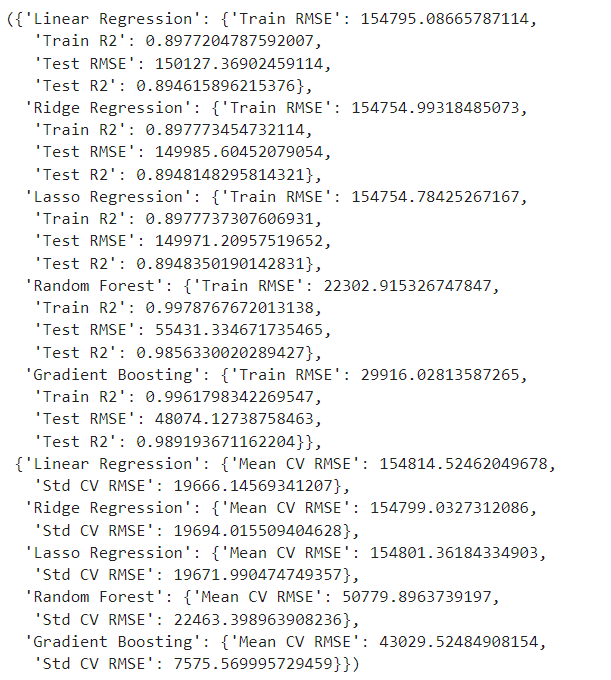 ({'Linear Regression': {'Train RMSE': 154795.08665787114,
'Train R2': 0.8977204787592007,
'Test RMSE': 150127.36902459114,
'Test R2': 0.894615896215376},
'Ridge Regression': {'Train RMSE': 154754.99318485073,
'Train R2': 0.897773454732114,
'Test RMSE': 149985.60452079054,
'Test R2': 0.8948148295814321},
'Lasso Regression': {'Train RMSE': 154754.78425267167,
'Train R2': 0.8977737307606931,
'Test RMSE': 149971.20957519652,
'Test R2': 0.8948350190142831},
'Random Forest': {'Train RMSE': 22302.915326747847,
'Train R2': 0.9978767672013138,
'Test RMSE': 55431.334671735465,
'Test R2': 0.9856330020289427},
'Gradient Boosting': {'Train RMSE': 29916.02813587265,
'Train R2': 0.9961798342269547,
'Test RMSE': 48074.12738758463,
'Test R2': 0.989193671162204}},
{'Linear Regression': {'Mean CV RMSE': 154814.52462049678,
'Std CV RMSE': 19666.14569341207},
'Ridge Regression': {'Mean CV RMSE': 154799.0327312086,
'Std CV RMSE': 19694.015509404628},
'Lasso Regression': {'Mean CV RMSE': 154801.36184334903,
'Std CV RMSE': 19671.990474749357},
'Random Forest': {'Mean CV RMSE': 50779.8963739197,
'Std CV RMSE': 22463.398963908236},
'Gradient Boosting': {'Mean CV RMSE': 43029.52484908154,
'Std CV RMSE': 7575.569995729459}})